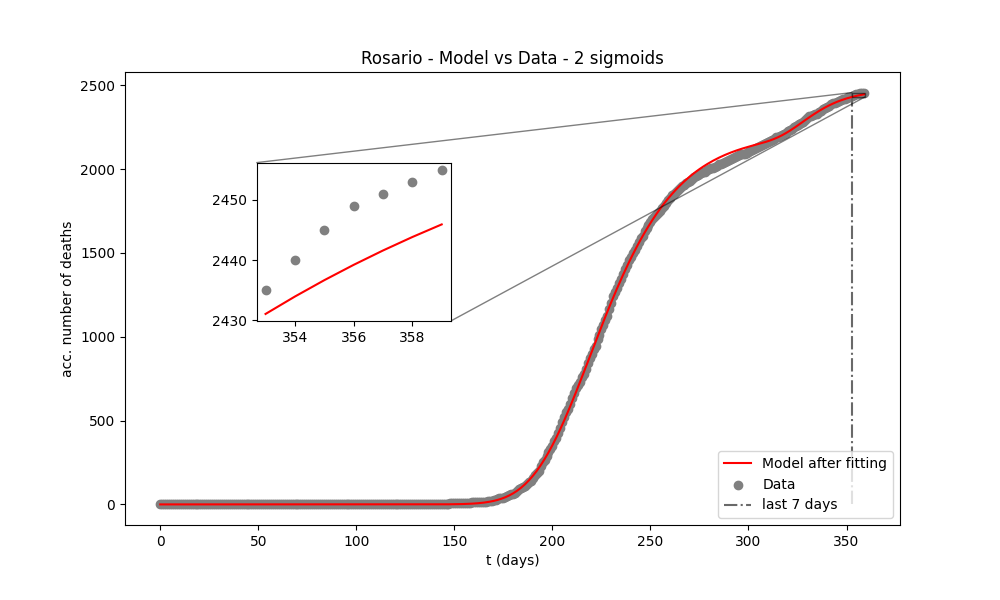 Rosario - Model vs Data - 2 sigmoids
acc. number of deaths
2500
2000
1500
1000
500
0
2450
2440
2430
354 356 358
Model after fitting
Data
last 7 days
0 50 100 150 200 250 300 350
t (days)